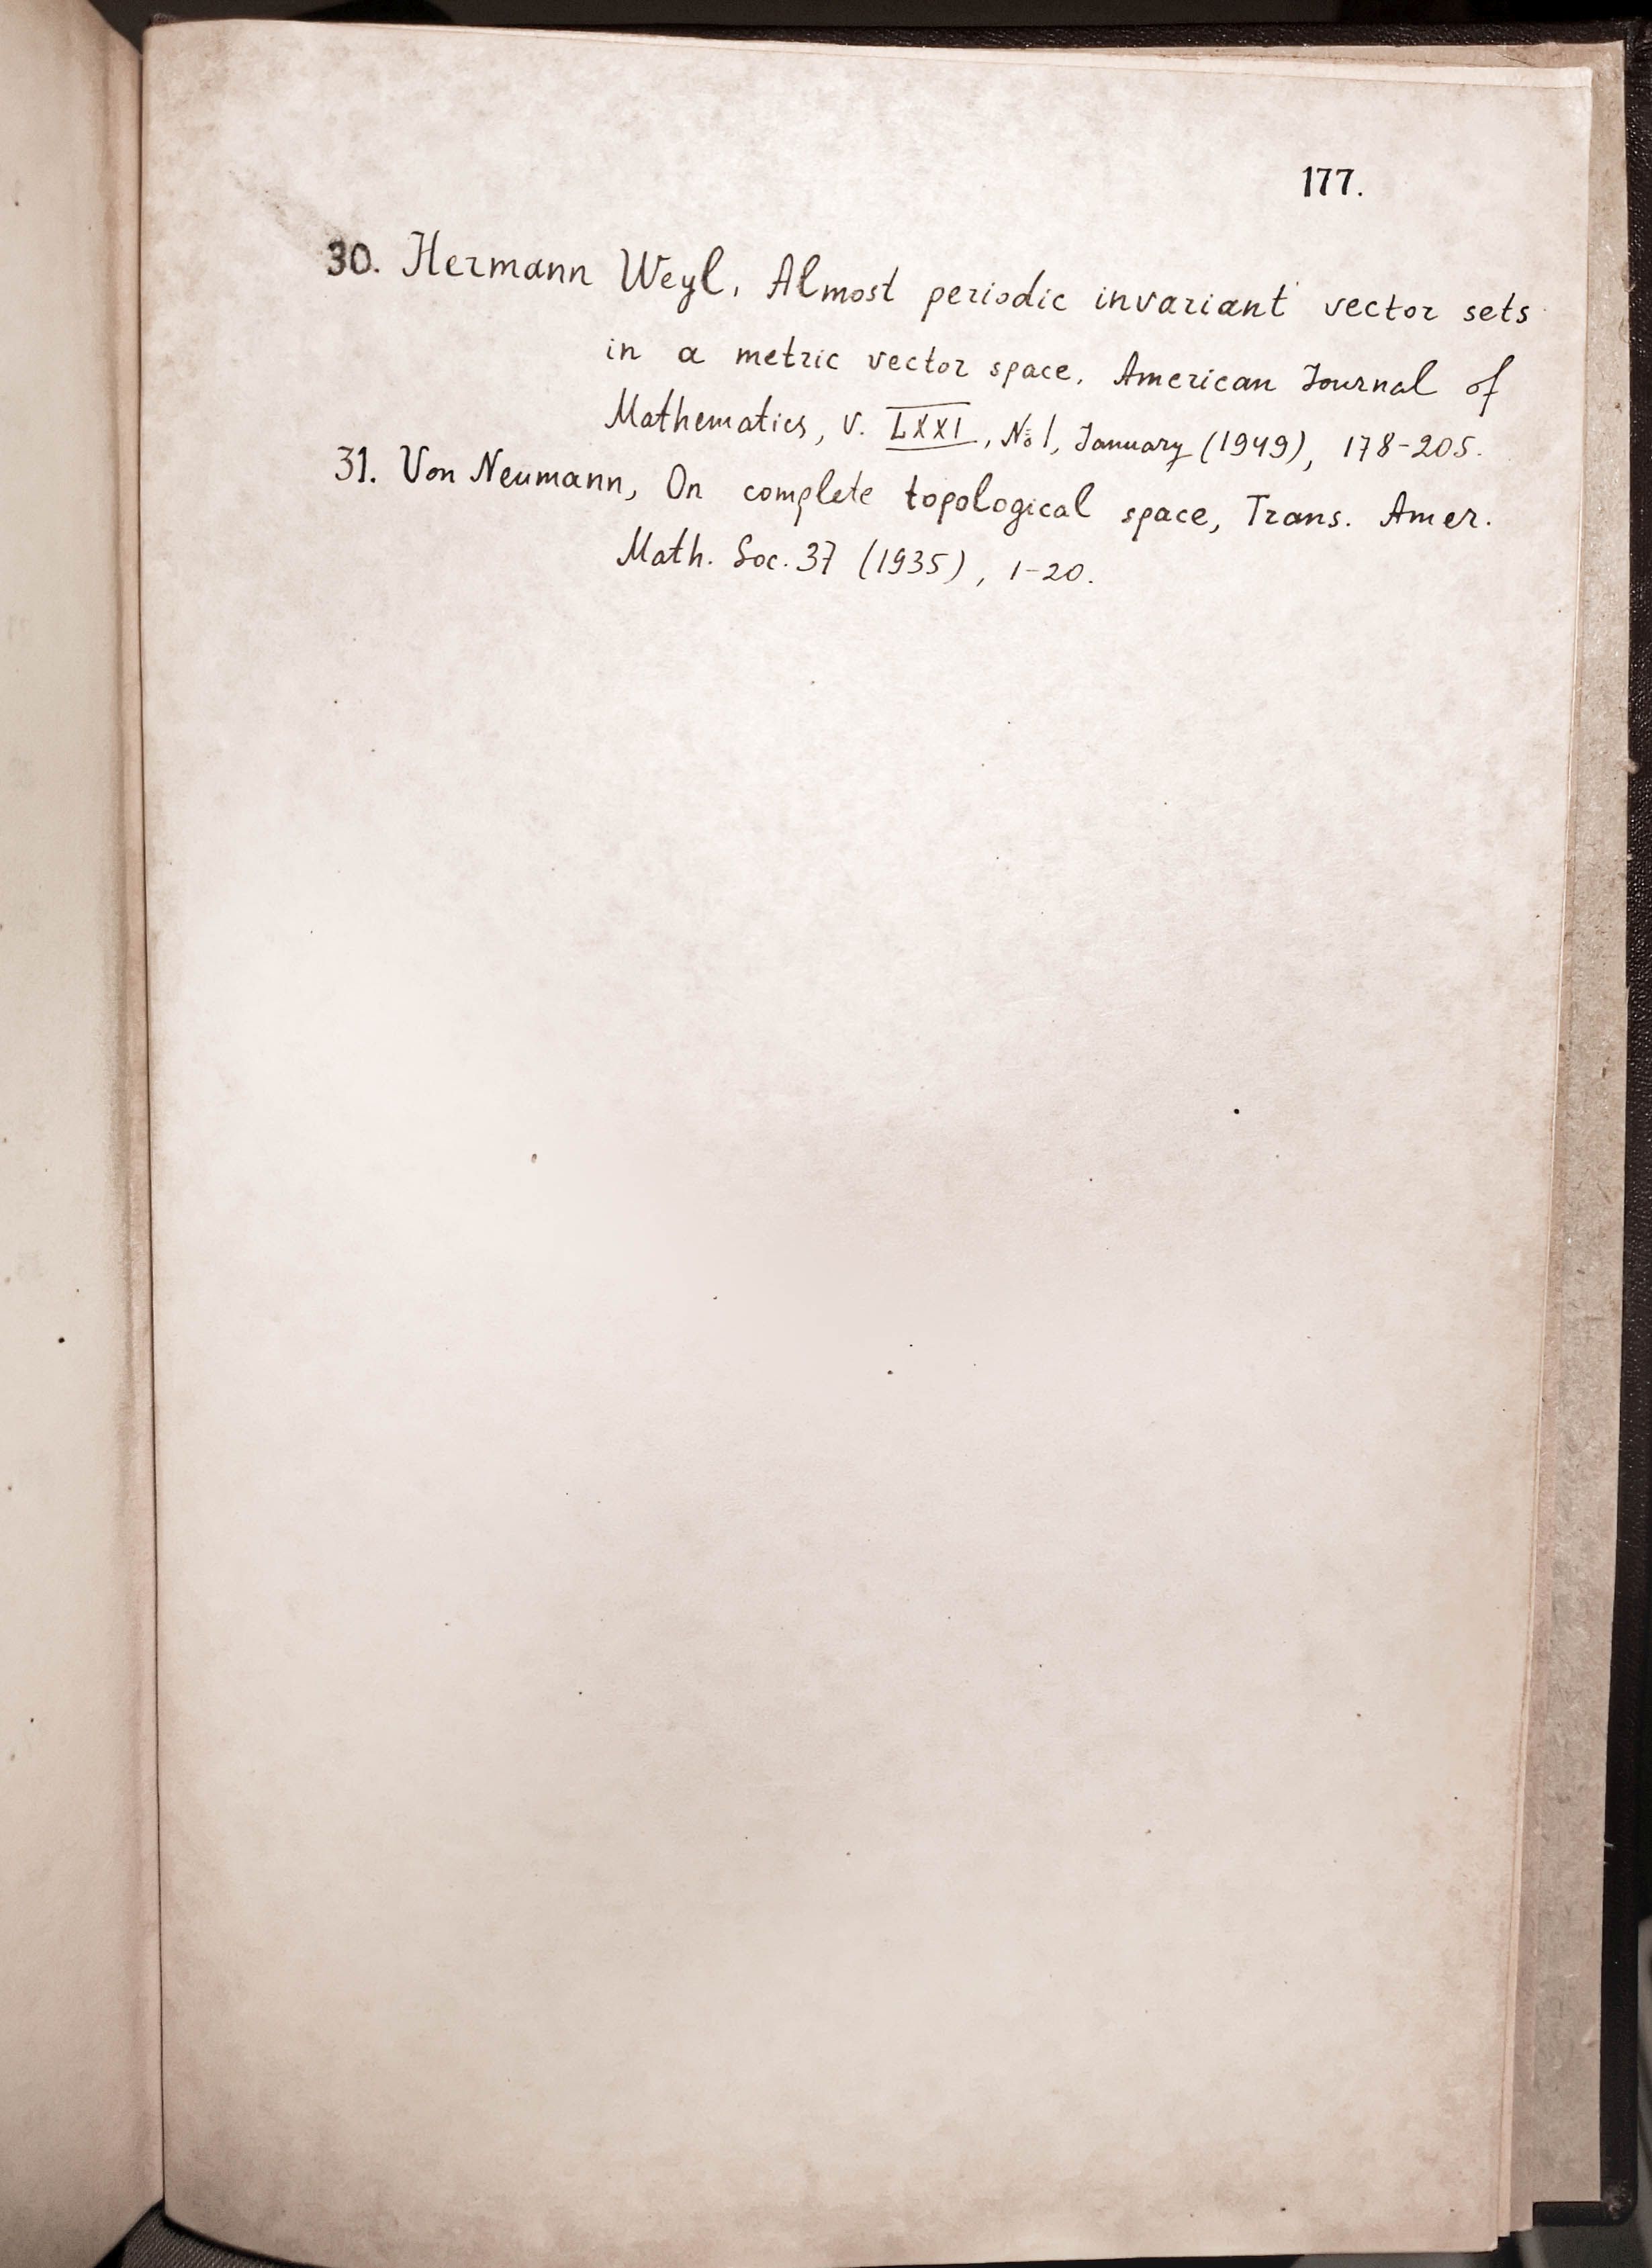 177.
30. Hermann Weyl, Almost periodic invariant vector sets
in a metric vector space, American Journal of
Mathematics, v. LXXI, № 1, January (1949), 178-205.
31. Von Neumann, On complete topological space, Trans. Amer.
Math. Soc. 37 (1935), 1-20.